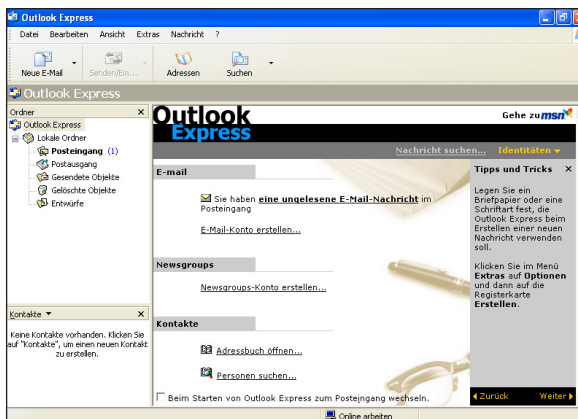 Outlook Express
Datei Bearbeiten Ansicht Extras Nachricht ?
Neue E-Mail Senden/Em... Adressen Suchen
Outlook Express
Ordner
Outlook Express
Lokale Ordner
Posteingang (1)
Postausgang
Gesendete Objekte
Gelöschte Objekte
Entwürfe
Kontakte
Keine Kontakte vorhanden. Klicken Sie
auf "Kontakte", um einen neuen Kontakt
zu erstellen.
Outlook
Express
Gehe zu msn
Nachricht suchen... Identitäten
E-mail
Sie haben eine ungelesene E-Mail-Nachricht im
Posteingang
E-Mail-Konto erstellen...
Newsgroups
Newsgroups-Konto erstellen...
Kontakte
Adressbuch öffnen...
Personen suchen...
Beim Starten von Outlook Express zum Posteingang wechseln.
Tipps und Tricks
Legen Sie ein
Briefpapier oder eine
Schriftart fest, die
Outlook Express beim
Erstellen einer neuen
Nachricht verwenden
soll.
Klicken Sie im Menü
Extras auf Optionen
und dann auf die
Registerkarte
Erstellen.
Zurück Weiter
Online arbeiten